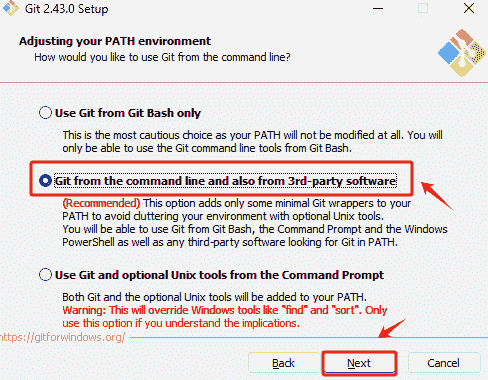 Git 2.43.0 Setup
Adjusting your PATH environment
How would you like to use Git from the command line?
Use Git from Git Bash only
This is the most cautious choice as your PATH will not be modified at all. You will
only be able to use the Git command line tools from Git Bash.
Git from the command line and also from 3rd-party software
(Recommended) This option adds only some minimal Git wrappers to your
PATH to avoid cluttering your environment with optional Unix tools.
You will be able to use Git from Git Bash, the Command Prompt and the Windows
PowerShell as well as any third-party software looking for Git in PATH.
Use Git and optional Unix tools from the Command Prompt
Both Git and the optional Unix tools will be added to your PATH.
Warning: This will override Windows tools like "find" and "sort". Only
use this option if you understand the implications.
https://gitforwindows.org/
Back Next Cancel